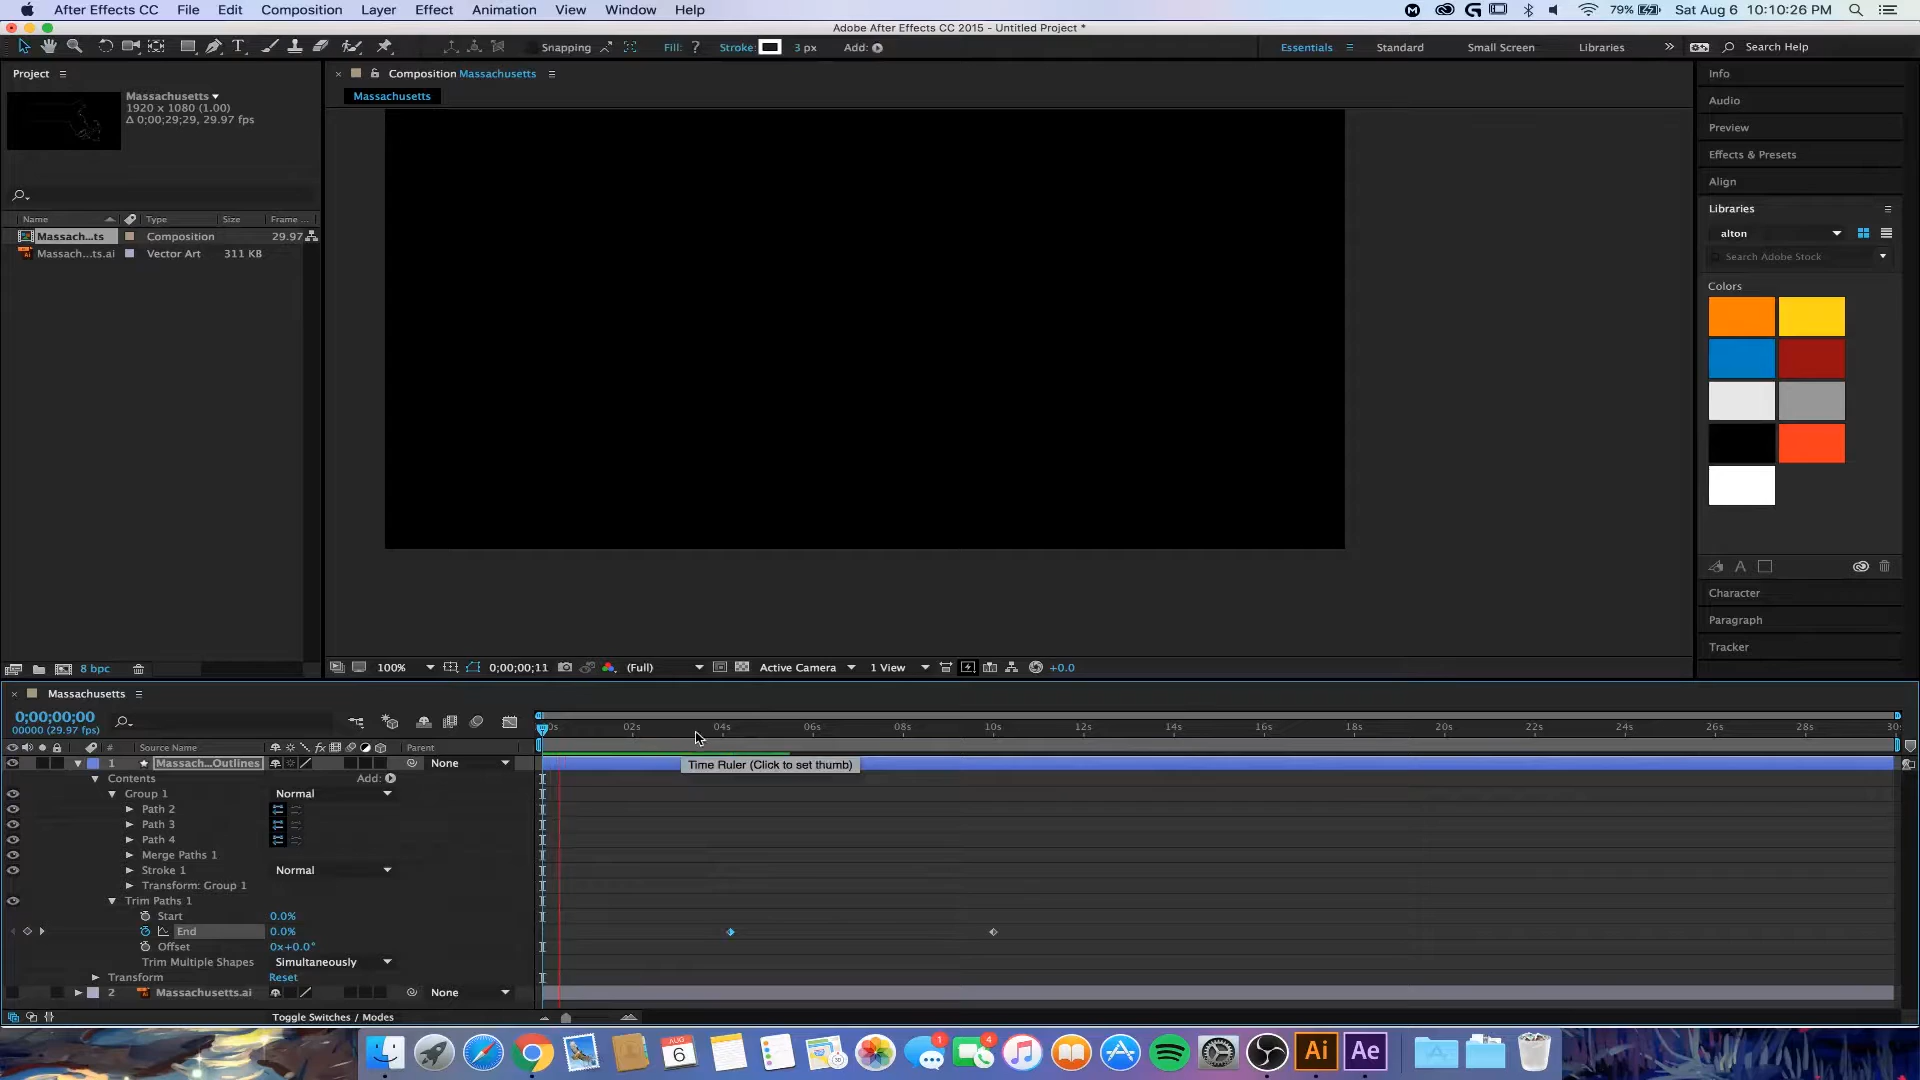 After Effects CC File Edit Composition Layer Effect Animation View Window Help 79% Sat Aug 6 10:10:26 PM
Adobe After Effects CC 2015 - Untitled Project *
Snapping Fill: ? Stroke: 3 px Add: Essentials Standard Small Screen Libraries Search Help
Project
Massachusetts
1920 x 1080 (1.00)
Δ 0;00;29;29, 29.97 fps
Name Type Size Frame ...
Massach...ts Composition 29.97
Massach...ts.ai Vector Art 311 KB
8 bpc
Composition Massachusetts
Massachusetts
100% 0;00;00;11 (Full) Active Camera 1 View +0.0
Info
Audio
Preview
Effects & Presets
Align
Libraries
alton
Search Adobe Stock
Colors
Character
Paragraph
Tracker
Massachusetts
0;00;00;00
00000 (29.97 fps)
0s 02s 04s 06s 08s 10s 12s 14s 16s 18s 20s 22s 24s 26s 28s 30s
# Source Name Parent
1 Massach...Outlines None
Time Ruler (Click to set thumb)
Contents Add:
Group 1 Normal
Path 2
Path 3
Path 4
Merge Paths 1
Stroke 1 Normal
Transform: Group 1
Trim Paths 1
Start 0.0%
End 0.0%
Offset 0x+0.0°
Trim Multiple Shapes Simultaneously
Transform Reset
2 Massachusetts.ai None
Toggle Switches / Modes
AUG
6
1
4
Ai
Ae